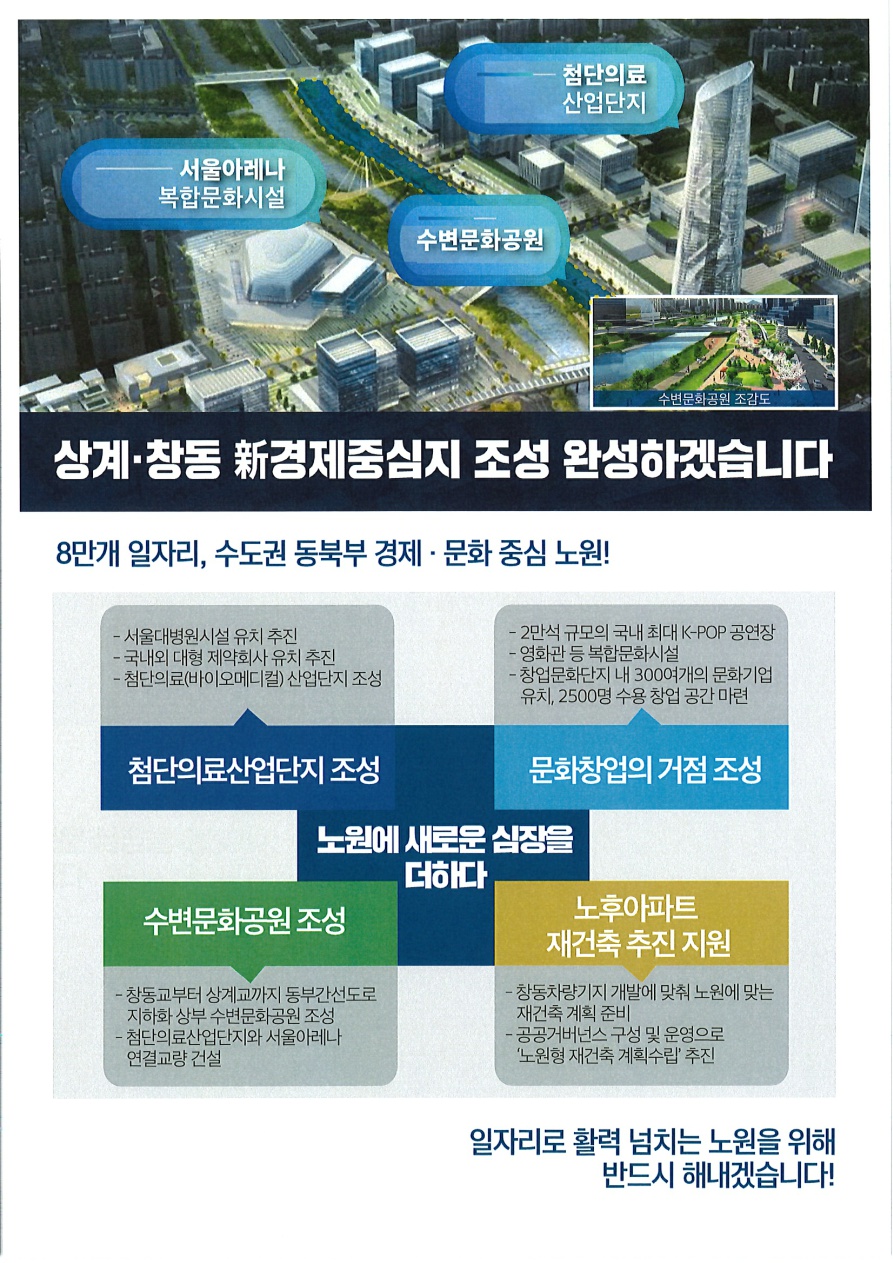 첨단의료
산업단지
서울아레나
복합문화시설
수변문화공원
수변문화공원 조감도
상계·창동 新경제중심지 조성 완성하겠습니다
8만개 일자리, 수도권 동북부 경제 · 문화 중심 노원!
- 서울대병원시설 유치 추진
- 국내외 대형 제약회사 유치 추진
- 첨단의료(바이오메디컬) 산업단지 조성
첨단의료산업단지 조성
- 2만석 규모의 국내 최대 K-POP 공연장
- 영화관 등 복합문화시설
- 창업문화단지 내 300여개의 문화기업
유치, 2500명 수용 창업 공간 마련
문화창업의 거점 조성
노원에 새로운 심장을
더하다
수변문화공원 조성
- 창동교부터 상계교까지 동부간선도로
지하화 상부 수변문화공원 조성
- 첨단의료산업단지와 서울아레나
연결교량 건설
노후아파트
재건축 추진 지원
- 창동차량기지 개발에 맞춰 노원에 맞는
재건축 계획 준비
- 공공거버넌스 구성 및 운영으로
‘노원형 재건축 계획수립’ 추진
일자리로 활력 넘치는 노원을 위해
반드시 해내겠습니다!